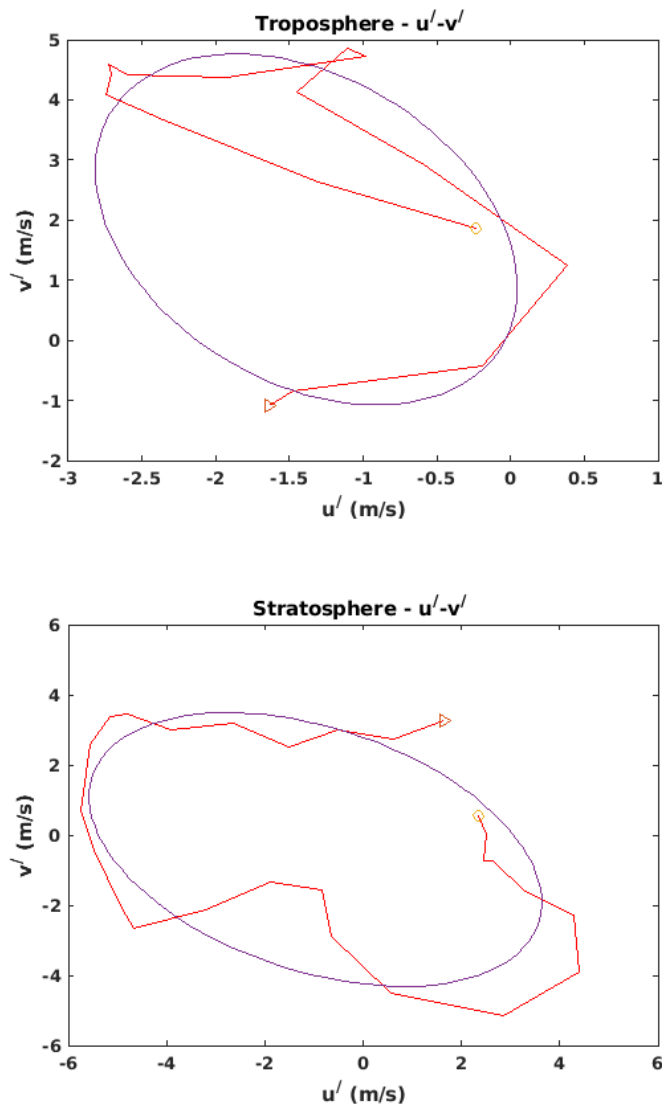 Troposphere - u′-v′
5
4
3
2
1
0
-1
-2
v′ (m/s)
-3 -2.5 -2 -1.5 -1 -0.5 0 0.5 1
u′ (m/s)
Stratosphere - u′-v′
6
4
2
0
-2
-4
-6
v′ (m/s)
-6 -4 -2 0 2 4 6
u′ (m/s)